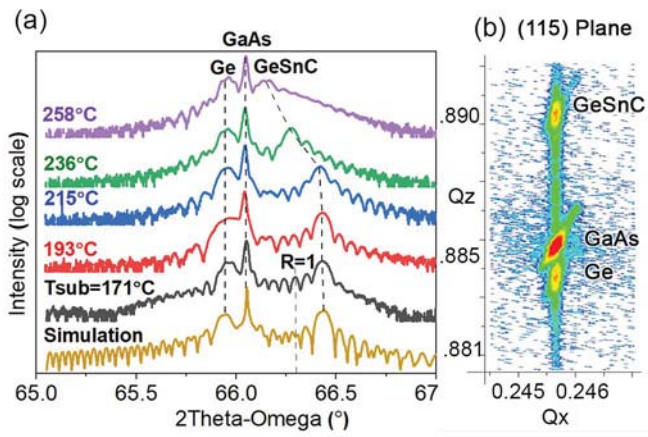 (a)
GaAs
Ge GeSnC
258°C
236°C
215°C
193°C
R=1
Tsub=171°C
Simulation
Intensity (log scale)
65.0 65.5 66.0 66.5 67
2Theta-Omega (°)
(b) (115) Plane
GeSnC
.890
Qz
GaAs
.885
Ge
.881
0.245 0.246
Qx